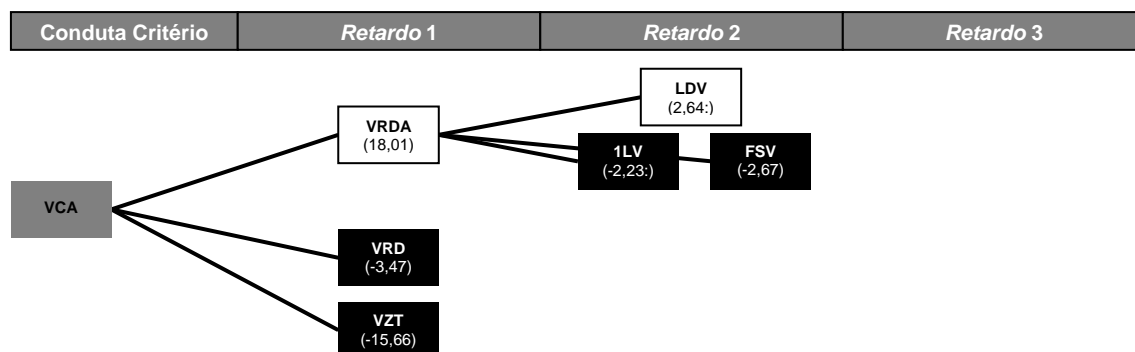 Conduta Critério Retardo 1 Retardo 2 Retardo 3
LDV
(2,64:)
VRDA
(18,01)
1LV
(-2,23:)
FSV
(-2,67)
VCA
VRD
(-3,47)
VZT
(-15,66)